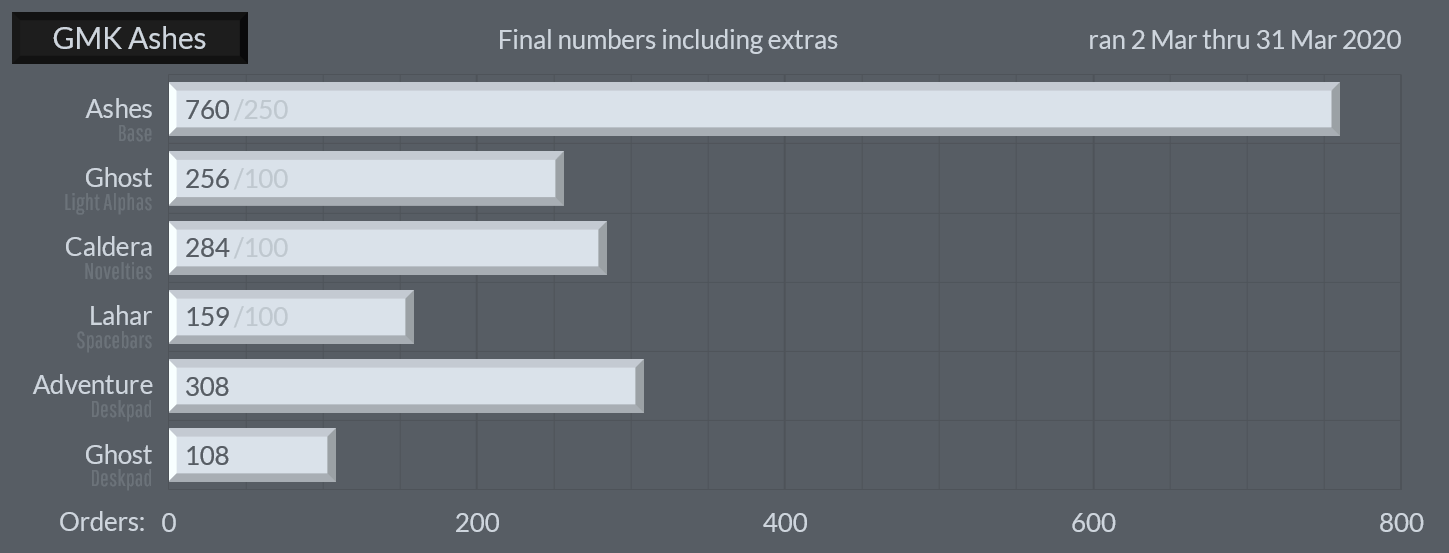 GMK Ashes
Final numbers including extras
ran 2 Mar thru 31 Mar 2020
Ashes
Base
760 /250
Ghost
Light Alphas
256 /100
Caldera
Novelties
284 /100
Lahar
Spacebars
159 /100
Adventure
Deskpad
308
Ghost
Deskpad
108
Orders: 0 200 400 600 800